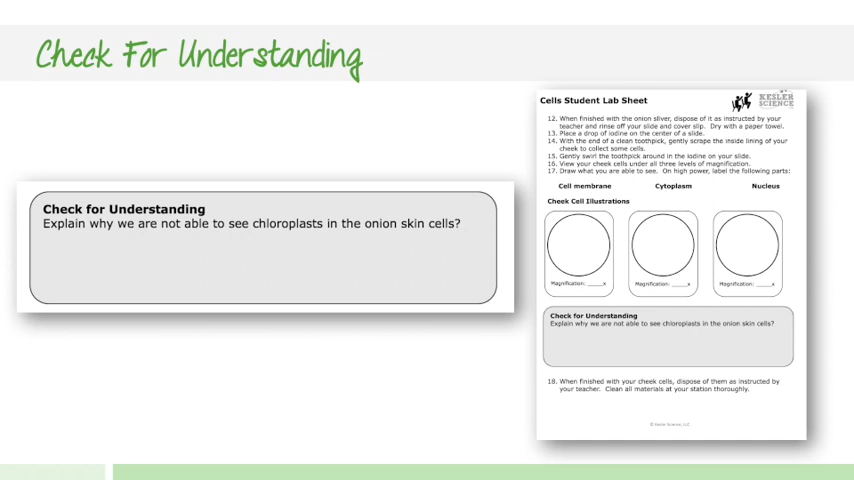 Check For Understanding
Check for Understanding
Explain why we are not able to see chloroplasts in the onion skin cells?
Cells Student Lab Sheet
KESLER
SCIENCE
12. When finished with the onion sliver, dispose of it as instructed by your
teacher and rinse off your slide and cover slip. Dry with a paper towel.
13. Place a drop of iodine on the center of a slide.
14. With the end of a clean toothpick, gently scrape the inside lining of your
cheek to collect some cells.
15. Gently swirl the toothpick around in the iodine on your slide.
16. View your cheek cells under all three levels of magnification.
17. Draw what you are able to see. On high power, label the following parts:
Cell membrane Cytoplasm Nucleus
Cheek Cell Illustrations
Magnification: _____x Magnification: _____x Magnification: _____x
Check for Understanding
Explain why we are not able to see chloroplasts in the onion skin cells?
18. When finished with your cheek cells, dispose of them as instructed by
your teacher. Clean all materials at your station thoroughly.
© Kesler Science, LLC